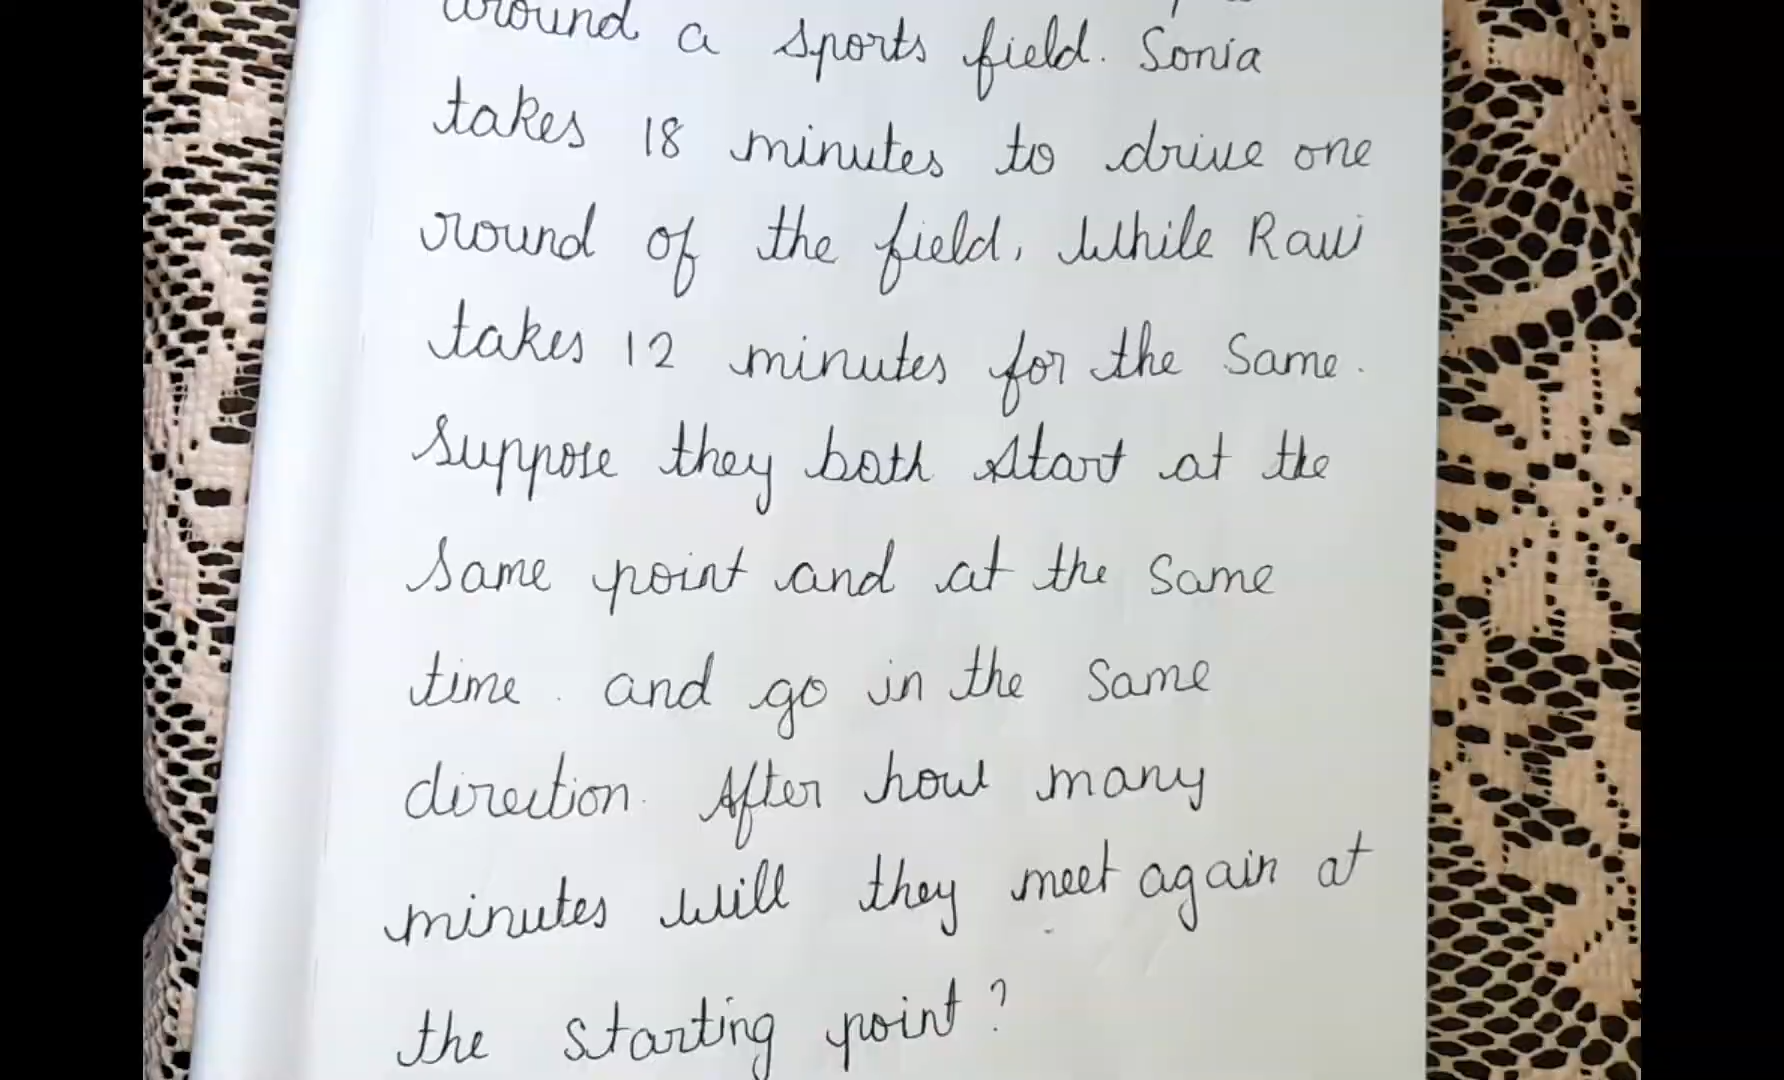 around a sports field. Sonia
takes 18 minutes to drive one
round of the field, While Ravi
takes 12 minutes for the Same.
Suppose they both start at the
same point and at the same
time. and go in the same
direction. After how many
minutes will they meet again at
the starting point?